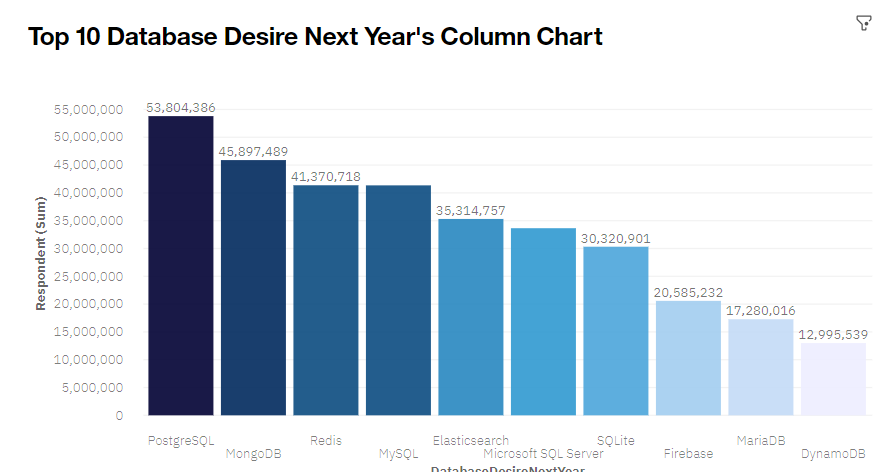 Top 10 Database Desire Next Year's Column Chart
Respondent (Sum)
55,000,000
50,000,000
45,000,000
40,000,000
35,000,000
30,000,000
25,000,000
20,000,000
15,000,000
10,000,000
5,000,000
0
53,804,386
45,897,489
41,370,718
35,314,757
30,320,901
20,585,232
17,280,016
12,995,539
PostgreSQL
MongoDB
Redis
MySQL
Elasticsearch
Microsoft SQL Server
SQLite
Firebase
MariaDB
DynamoDB
DatabaseDesireNextYear